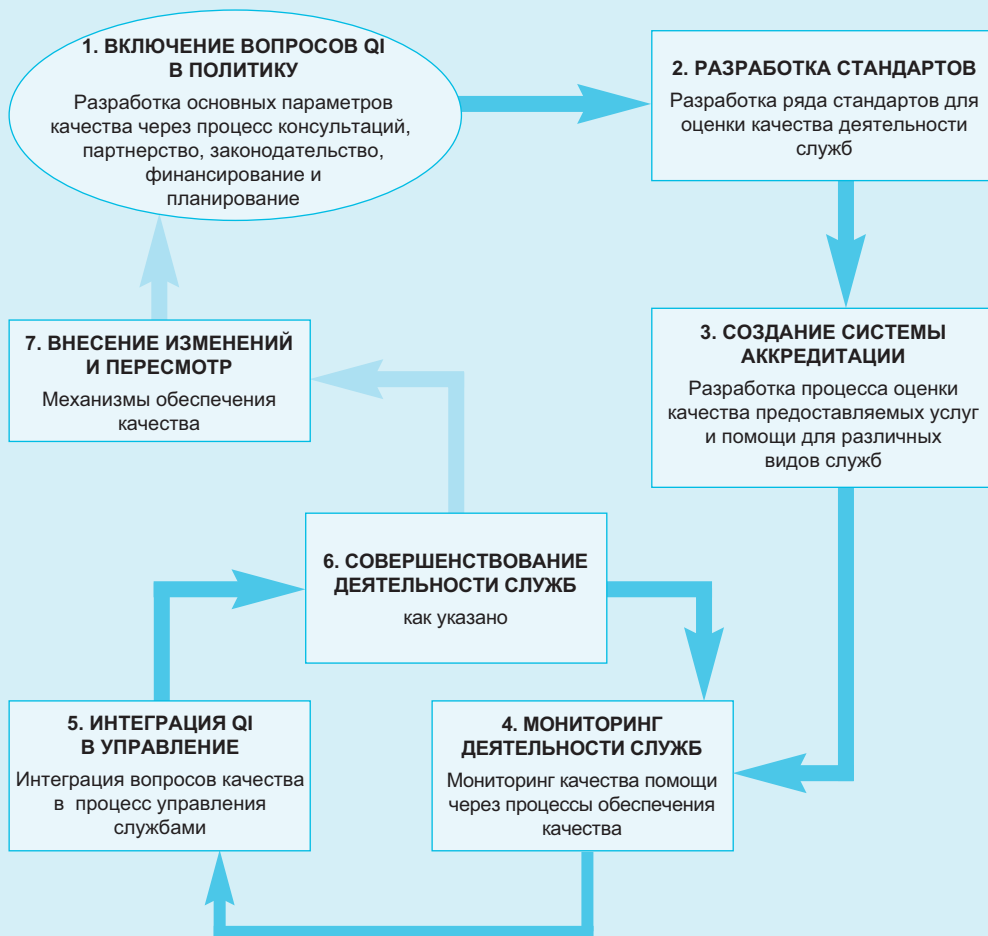 1. ВКЛЮЧЕНИЕ ВОПРОСОВ QI
В ПОЛИТИКУ
Разработка основных параметров
качества через процесс консультаций,
партнерство, законодательство,
финансирование и
планирование
2. РАЗРАБОТКА СТАНДАРТОВ
Разработка ряда стандартов для
оценки качества деятельности
служб
3. СОЗДАНИЕ СИСТЕМЫ
АККРЕДИТАЦИИ
Разработка процесса оценки
качества предоставляемых услуг
и помощи для различных
видов служб
4. МОНИТОРИНГ
ДЕЯТЕЛЬНОСТИ СЛУЖБ
Мониторинг качества помощи
через процессы обеспечения
качества
5. ИНТЕГРАЦИЯ QI
В УПРАВЛЕНИЕ
Интеграция вопросов качества
в процесс управления
службами
6. СОВЕРШЕНСТВОВАНИЕ
ДЕЯТЕЛЬНОСТИ СЛУЖБ
как указано
7. ВНЕСЕНИЕ ИЗМЕНЕНИЙ
И ПЕРЕСМОТР
Механизмы обеспечения
качества